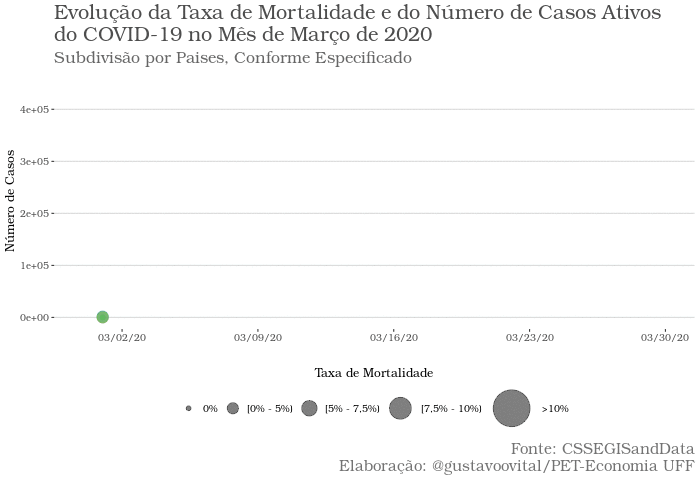 Evolução da Taxa de Mortalidade e do Número de Casos Ativos
do COVID-19 no Mês de Março de 2020
Subdivisão por Paises, Conforme Especificado
Número de Casos
4e+05
3e+05
2e+05
1e+05
0e+00
03/02/20 03/09/20 03/16/20 03/23/20 03/30/20
Taxa de Mortalidade
0% [0% - 5%) [5% - 7,5%) [7,5% - 10%) >10%
Fonte: CSSEGISandData
Elaboração: @gustavoovital/PET-Economia UFF